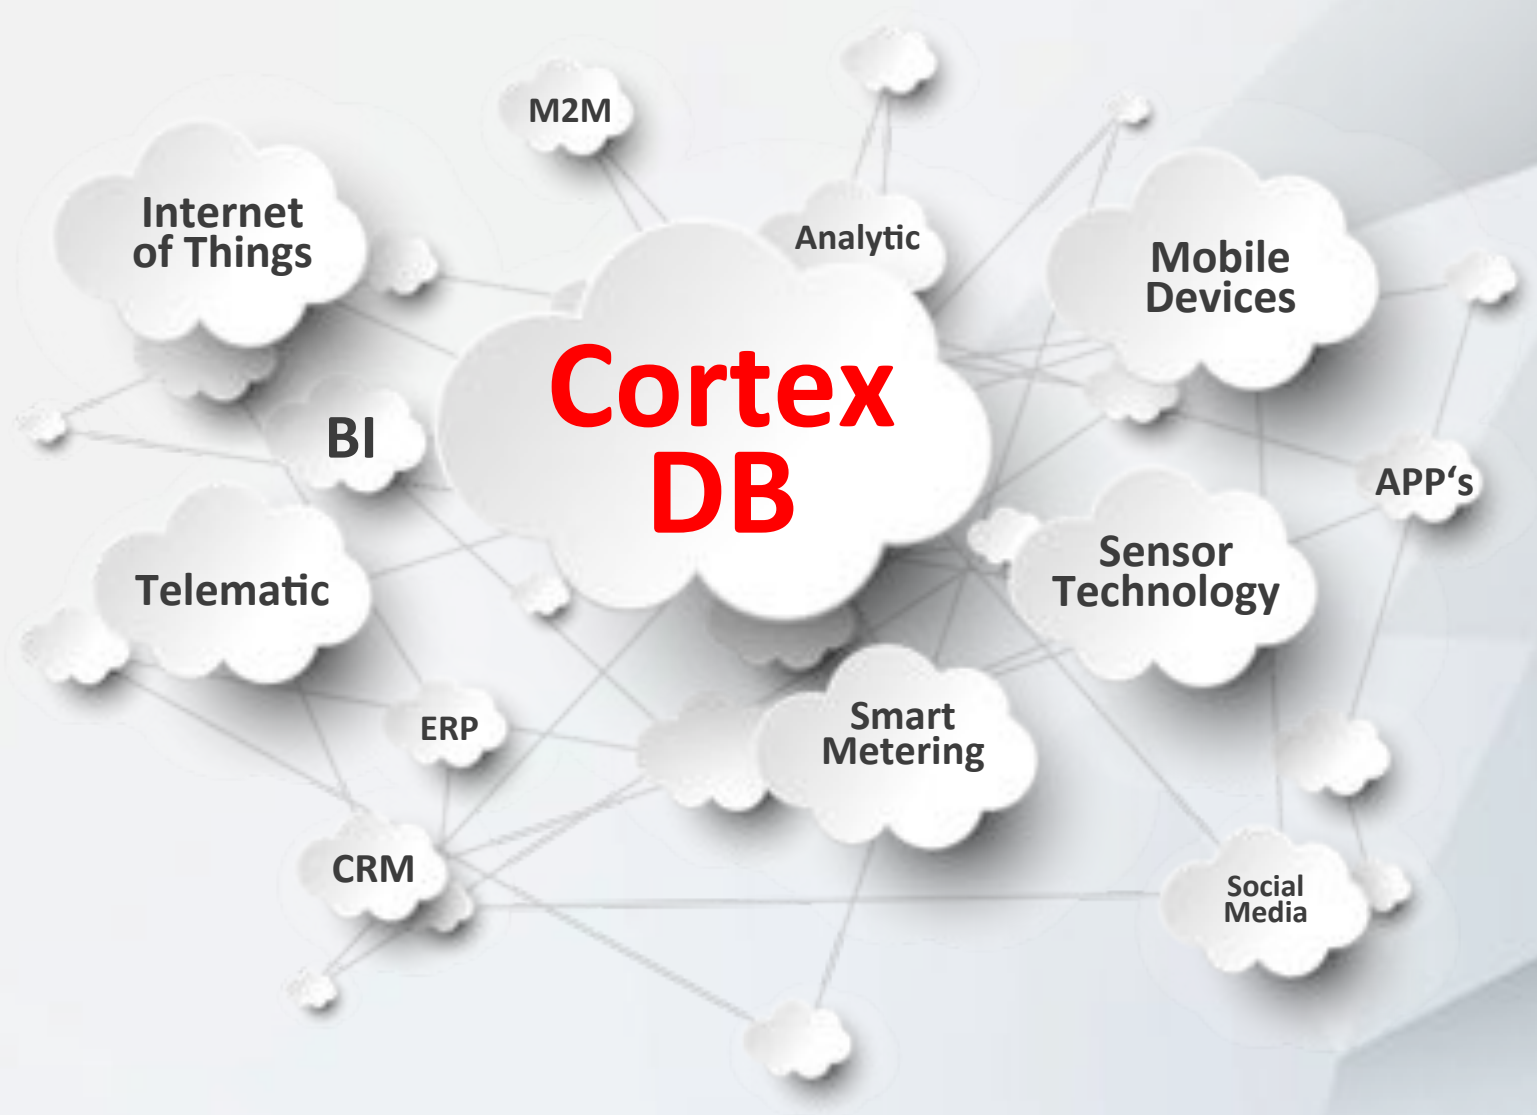 M2M
Internet
of Things
Analytic
Mobile
Devices
Cortex
DB
BI
APP‘s
Sensor
Technology
Telematic
ERP
Smart
Metering
CRM
Social
Media